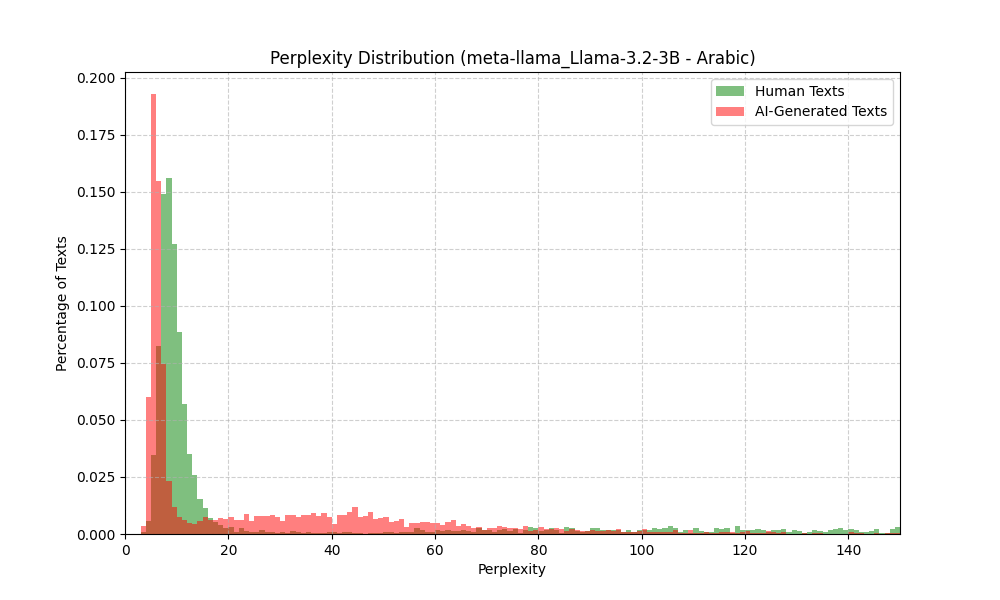 Perplexity Distribution (meta-llama_Llama-3.2-3B - Arabic)
Human Texts
AI-Generated Texts
Percentage of Texts
0.200
0.175
0.150
0.125
0.100
0.075
0.050
0.025
0.000
0 20 40 60 80 100 120 140
Perplexity